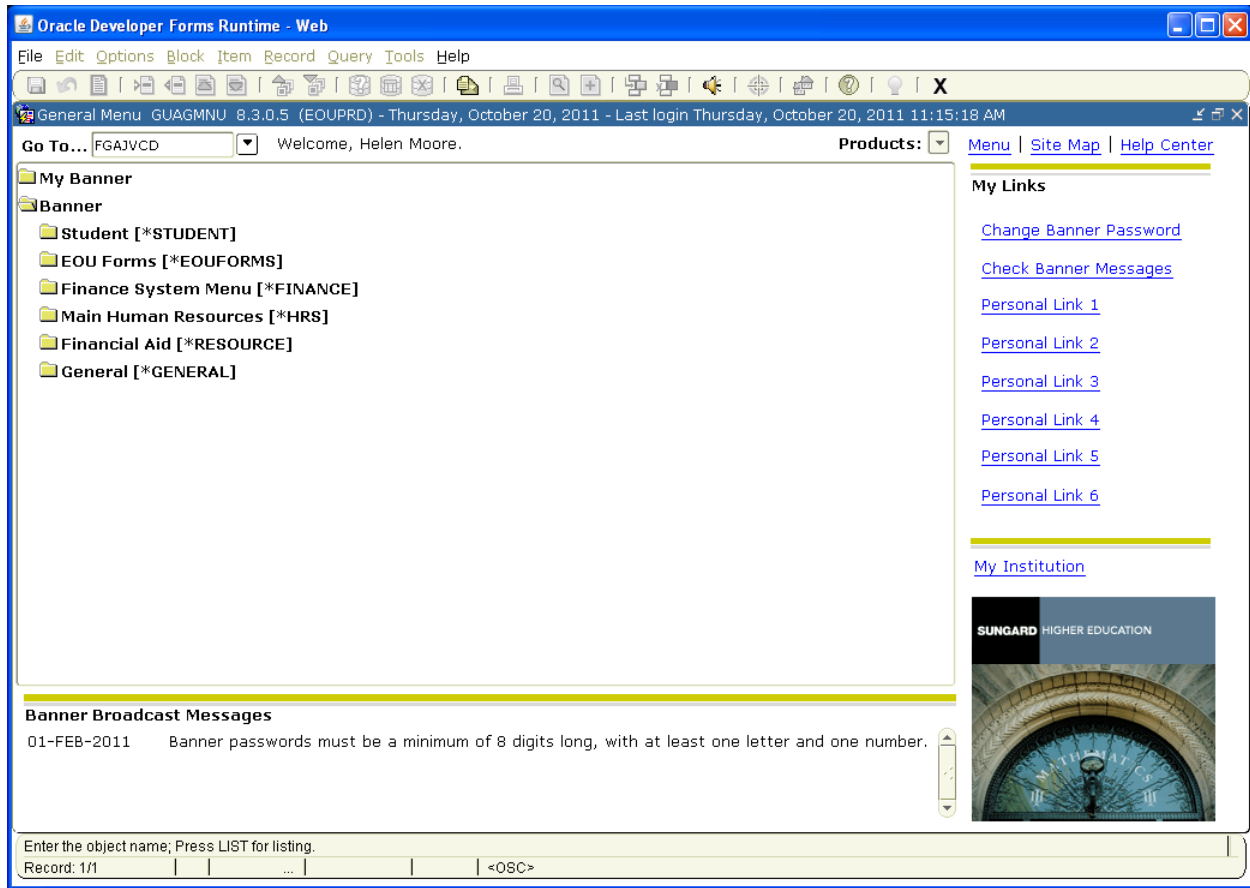 Oracle Developer Forms Runtime - Web
File Edit Options Block Item Record Query Tools Help
X
General Menu GUAGMNU 8.3.0.5 (EOUPRD) - Thursday, October 20, 2011 - Last login Thursday, October 20, 2011 11:15:18 AM
Go To... FGAJVCD Welcome, Helen Moore. Products: Menu | Site Map | Help Center
My Banner
Banner
Student [*STUDENT]
EOU Forms [*EOUFORMS]
Finance System Menu [*FINANCE]
Main Human Resources [*HRS]
Financial Aid [*RESOURCE]
General [*GENERAL]
My Links
Change Banner Password
Check Banner Messages
Personal Link 1
Personal Link 2
Personal Link 3
Personal Link 4
Personal Link 5
Personal Link 6
My Institution
SUNGARD HIGHER EDUCATION
MATHEMATICS
Banner Broadcast Messages
01-FEB-2011 Banner passwords must be a minimum of 8 digits long, with at least one letter and one number.
Enter the object name; Press LIST for listing.
Record: 1/1 ... <OSC>